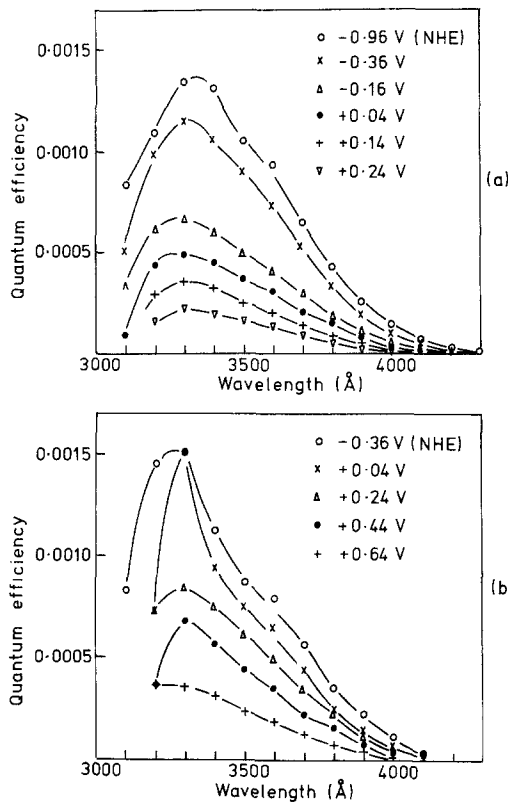 0.0015
0.0010
0.0005
Quantum efficiency
○ -0·96 V (NHE)
× -0·36 V
△ -0·16 V
● +0·04 V
+ +0·14 V
▽ +0·24 V
(a)
3000 3500 4000
Wavelength (Å)
0·0015
0·0010
0·0005
Quantum efficiency
○ -0·36 V (NHE)
× +0·04 V
△ +0·24 V
● +0·44 V
+ +0·64 V
(b
3000 3500 4000
Wavelength (Å)